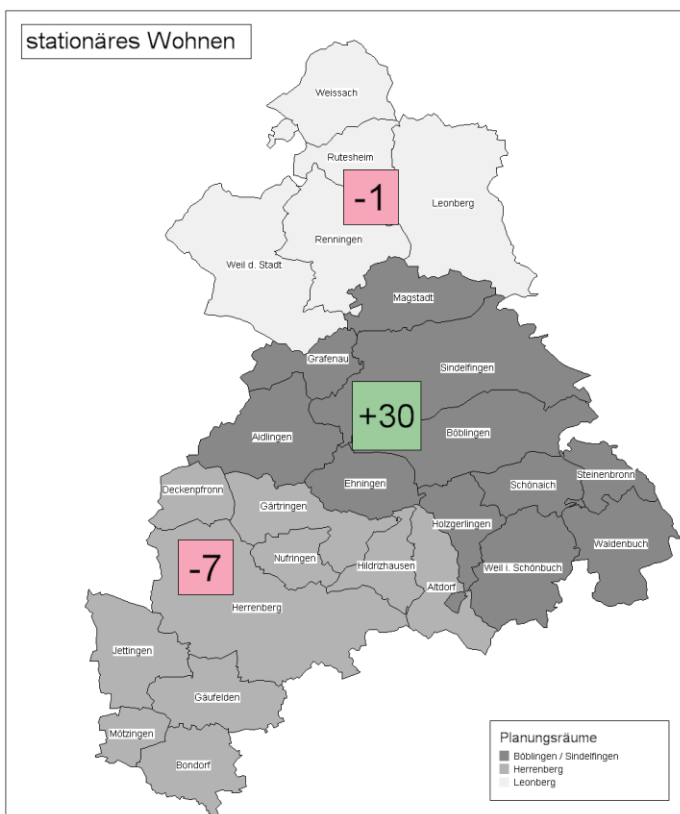 stationäres Wohnen
Weissach
Rutesheim
-1
Leonberg
Renningen
Weil d. Stadt
Magstadt
Grafenau
Sindelfingen
+30
Aidlingen
Böblingen
Steinenbronn
Ehningen
Schönaich
Deckenpfronn
Gärtringen
Holzgerlingen
Waldenbuch
Nufringen
Hildrizhausen
Weil i. Schönbuch
-7
Altdorf
Herrenberg
Jettingen
Gäufelden
Mötzingen
Bondorf
Planungsräume
Böblingen / Sindelfingen
Herrenberg
Leonberg